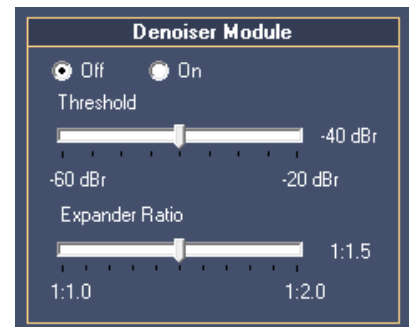 Denoiser Module
Off On
Threshold
-40 dBr
-60 dBr -20 dBr
Expander Ratio
1:1.5
1:1.0 1:2.0